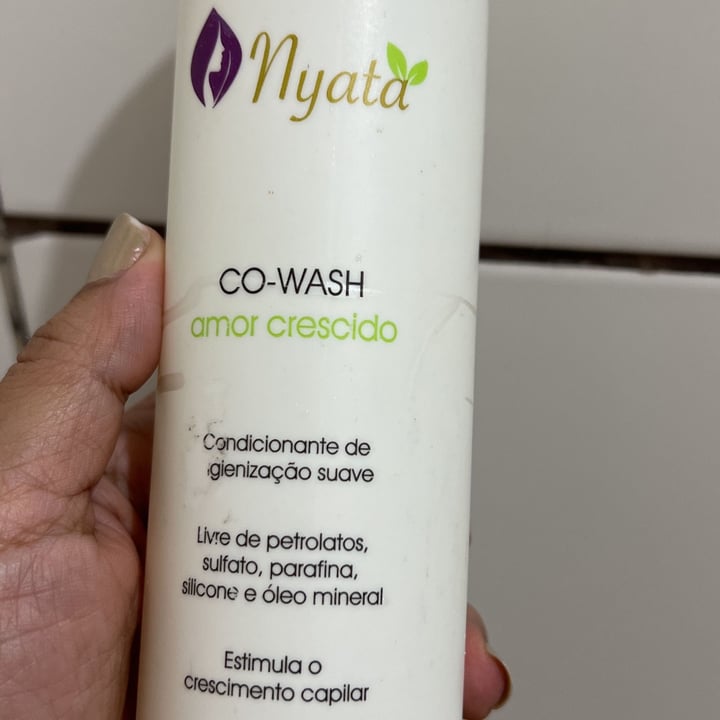 Nyata
CO-WASH
amor crescido
Condicionante de
igienização suave
Livre de petrolatos,
sulfato, parafina,
silicone e óleo mineral
Estimula o
crescimento capilar